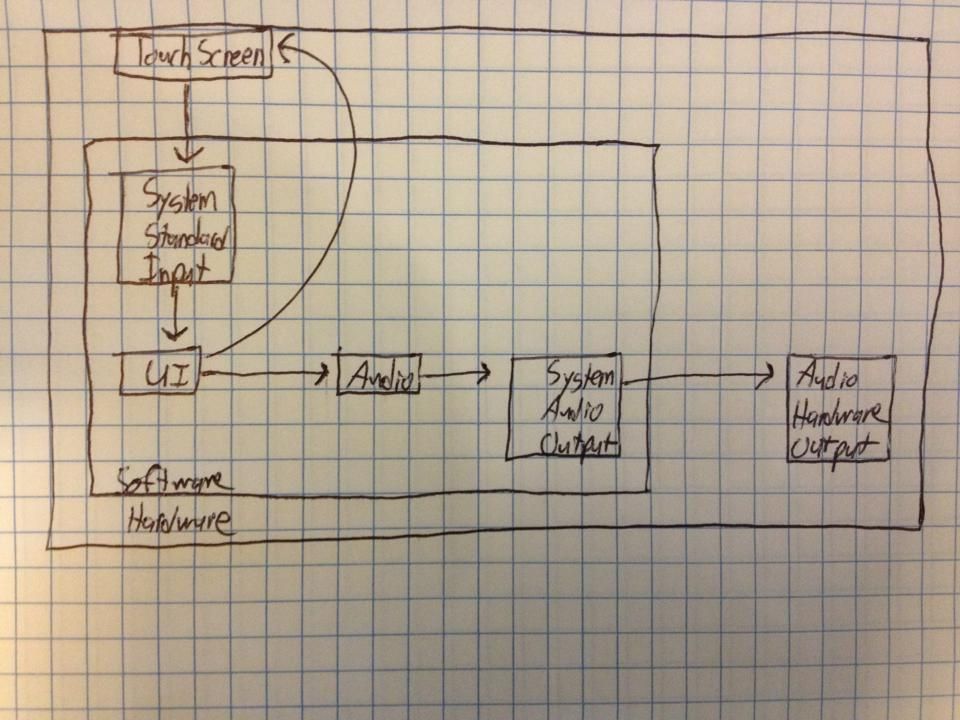 Touch Screen
System
Standard
Input
UI
Audio
System
Audio
Output
Audio
Hardware
Output
Software
Hardware